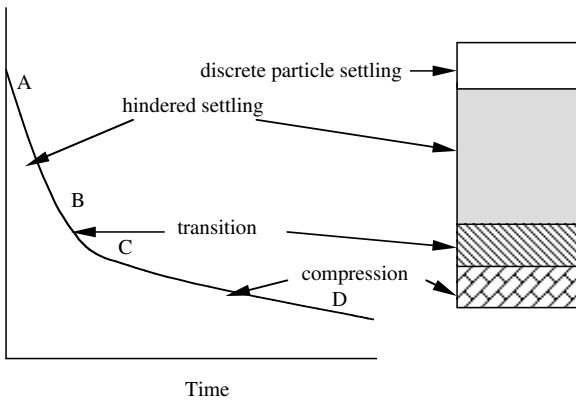 A
discrete particle settling
hindered settling
B
transition
C
compression
D
Time